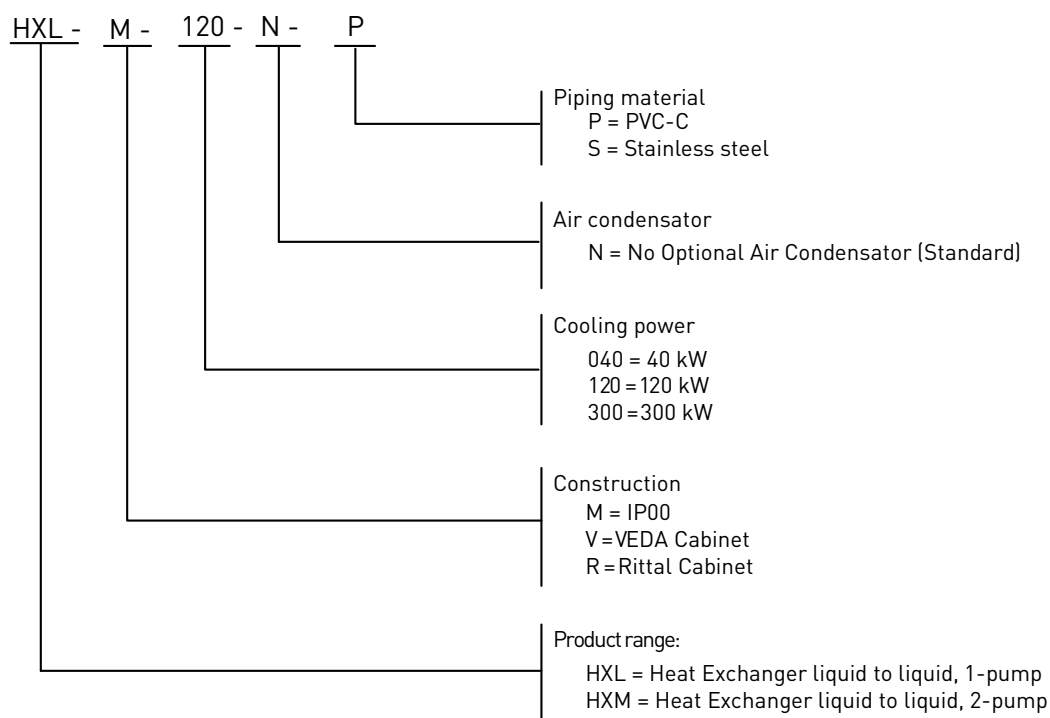 HXL - M - 120 - N - P
Piping material
P = PVC-C
S = Stainless steel
Air condensator
N = No Optional Air Condensator (Standard)
Cooling power
040 = 40 kW
120 = 120 kW
300 = 300 kW
Construction
M = IP00
V = VEDA Cabinet
R = Rittal Cabinet
Product range:
HXL = Heat Exchanger liquid to liquid, 1-pump
HXM = Heat Exchanger liquid to liquid, 2-pump